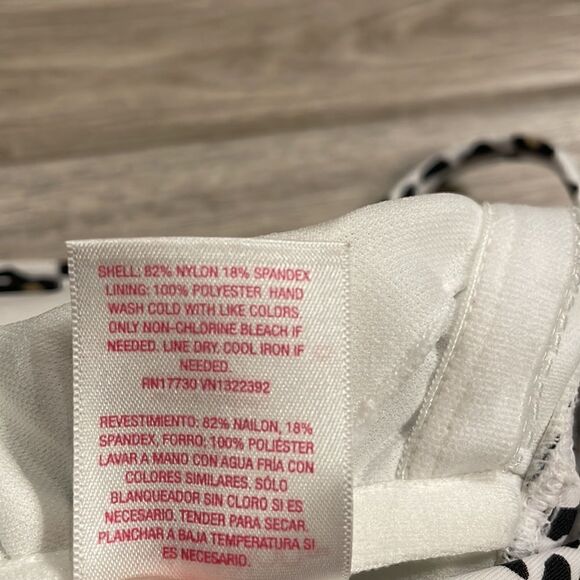 SHELL: 82% NYLON 18% SPANDEX
LINING: 100% POLYESTER HAND
WASH COLD WITH LIKE COLORS.
ONLY NON-CHLORINE BLEACH IF
NEEDED. LINE DRY. COOL IRON IF
NEEDED.
RN17730 VN1322392
REVESTIMIENTO: 82% NAILON, 18%
SPANDEX, FORRO: 100% POLIÉSTER
LAVAR A MANO CON AGUA FRÍA CON
COLORES SIMILARES. SÓLO
BLANQUEADOR SIN CLORO SI ES
NECESARIO. TENDER PARA SECAR.
PLANCHAR A BAJA TEMPERATURA SI
ES NECESARIO.